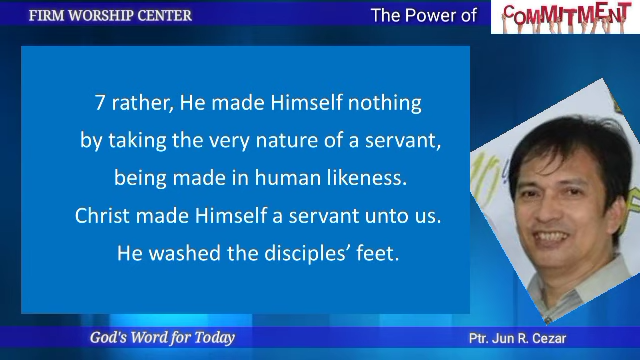 FIRM WORSHIP CENTER
The Power of
COMMITMENT
7 rather, He made Himself nothing
by taking the very nature of a servant,
being made in human likeness.
Christ made Himself a servant unto us.
He washed the disciples’ feet.
God's Word for Today
Ptr. Jun R. Cezar